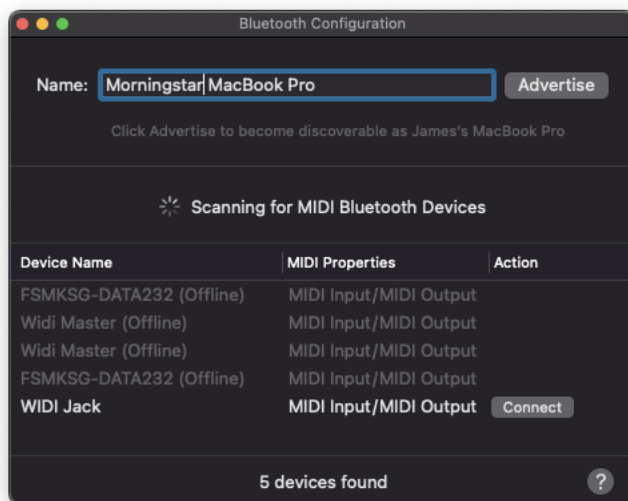 Bluetooth Configuration
Name: Morningstar MacBook Pro Advertise
Click Advertise to become discoverable as James's MacBook Pro
Scanning for MIDI Bluetooth Devices
Device Name MIDI Properties Action
FSMKSG-DATA232 (Offline) MIDI Input/MIDI Output
Widi Master (Offline) MIDI Input/MIDI Output
Widi Master (Offline) MIDI Input/MIDI Output
FSMKSG-DATA232 (Offline) MIDI Input/MIDI Output
WIDI Jack MIDI Input/MIDI Output Connect
5 devices found ?